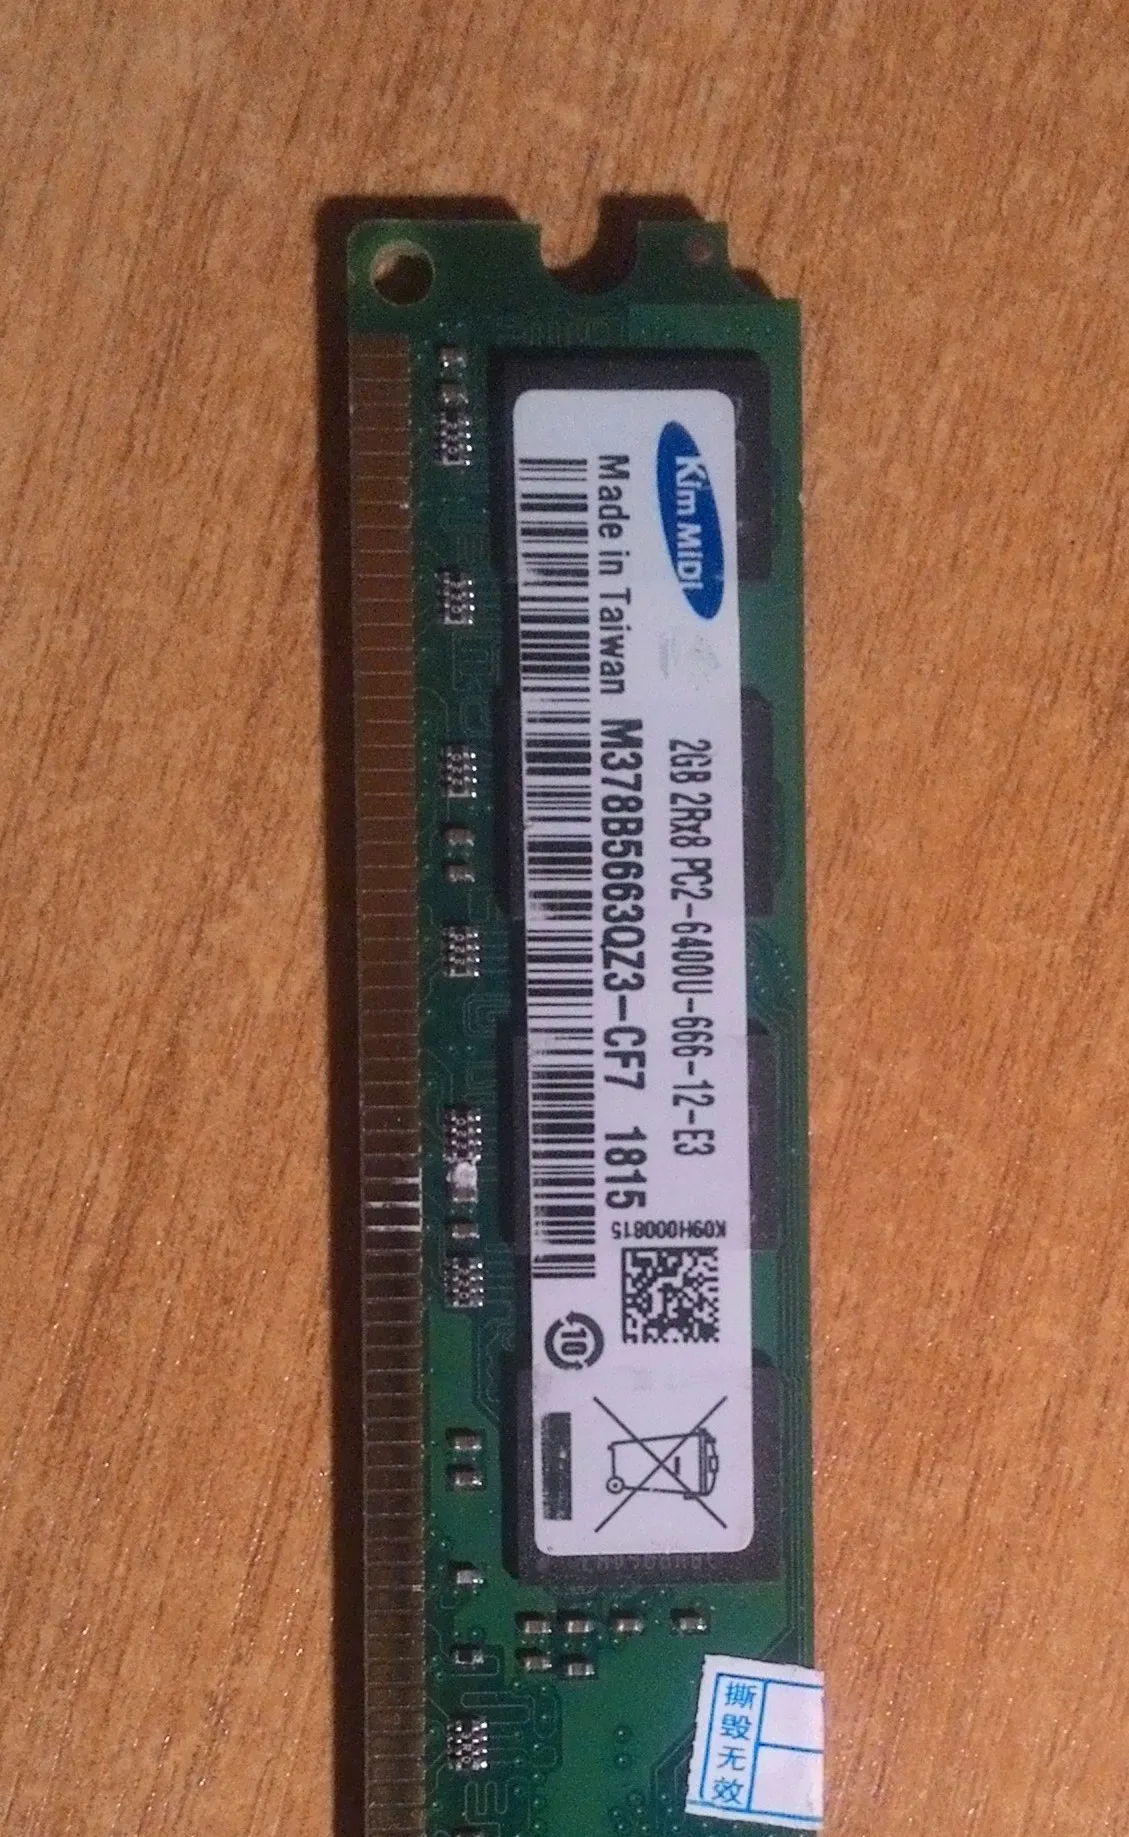 Kim MIDI
2GB 2Rx8 PC2-6400U-666-12-E3
Made in Taiwan M378B5663QZ3-CF7 1815
K09H000815
10
撕毁无效